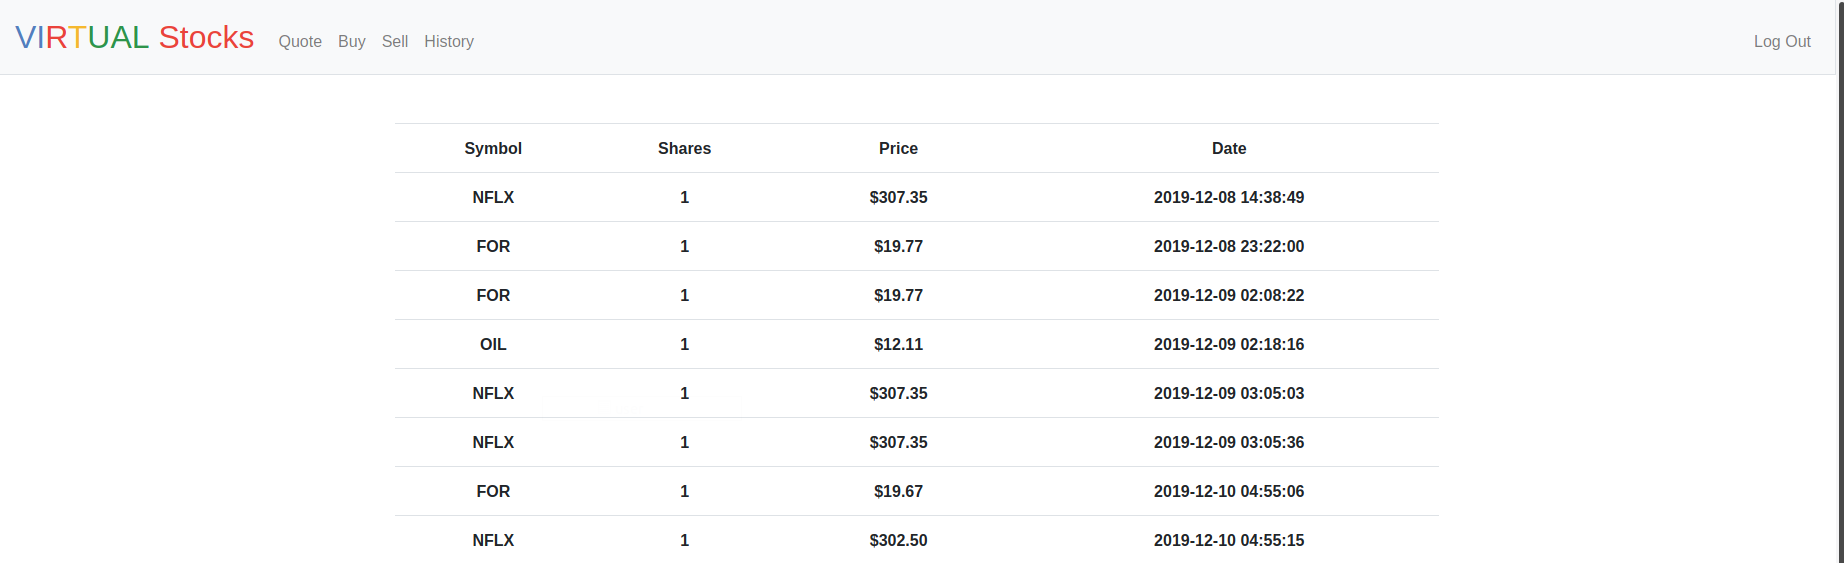 VIRTUAL Stocks Quote Buy Sell History Log Out
Symbol Shares Price Date
NFLX 1 $307.35 2019-12-08 14:38:49
FOR 1 $19.77 2019-12-08 23:22:00
FOR 1 $19.77 2019-12-09 02:08:22
OIL 1 $12.11 2019-12-09 02:18:16
NFLX 1 $307.35 2019-12-09 03:05:03
NFLX 1 $307.35 2019-12-09 03:05:36
FOR 1 $19.67 2019-12-10 04:55:06
NFLX 1 $302.50 2019-12-10 04:55:15